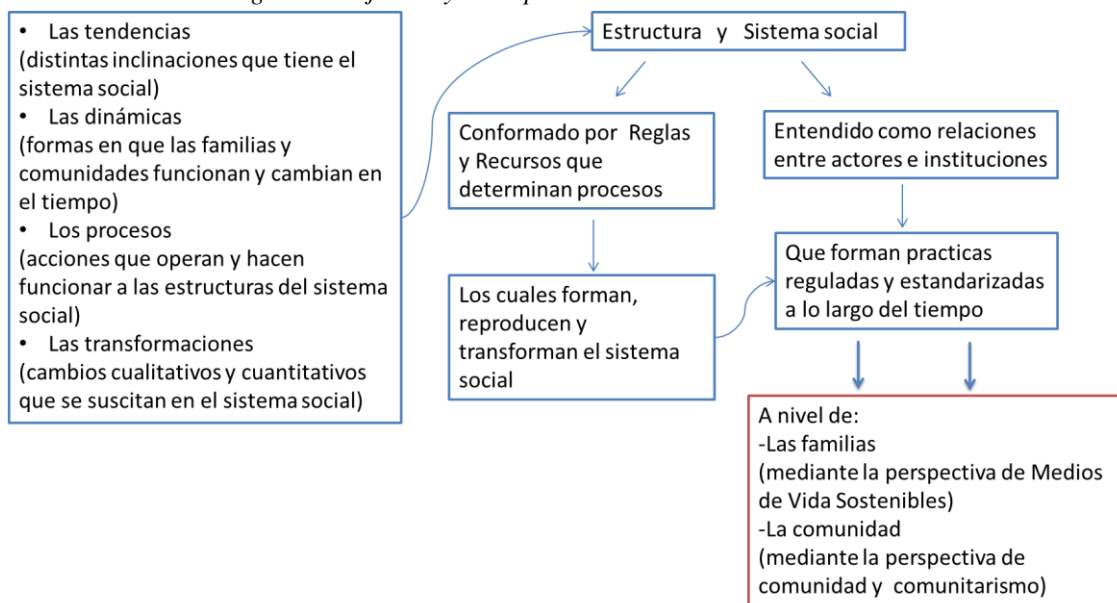 • Las tendencias
(distintas inclinaciones que tiene el
sistema social)
• Las dinámicas
(formas en que las familias y
comunidades funcionan y cambian en
el tiempo)
• Los procesos
(acciones que operan y hacen
funcionar a las estructuras del sistema
social)
• Las transformaciones
(cambios cualitativos y cuantitativos
que se suscitan en el sistema social)
Estructura y Sistema social
Conformado por Reglas
y Recursos que
determinan procesos
Los cuales forman,
reproducen y
transforman el sistema
social
Entendido como relaciones
entre actores e instituciones
Que forman practicas
reguladas y estandarizadas
a lo largo del tiempo
A nivel de:
-Las familias
(mediante la perspectiva de Medios
de Vida Sostenibles)
-La comunidad
(mediante la perspectiva de
comunidad y comunitarismo)